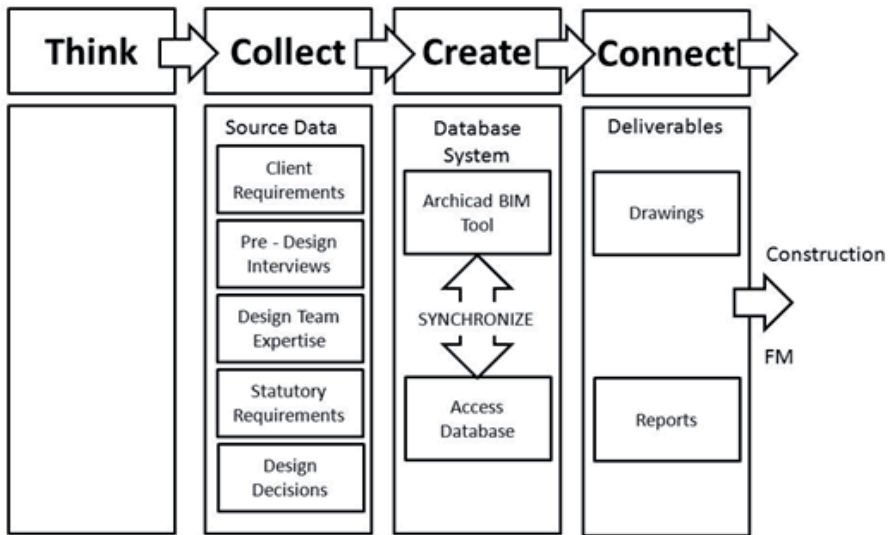 Think
Collect
Create
Connect
Source Data
Client
Requirements
Pre - Design
Interviews
Design Team
Expertise
Statutory
Requirements
Design
Decisions
Database
System
Archicad BIM
Tool
SYNCHRONIZE
Access
Database
Deliverables
Drawings
Reports
Construction
FM